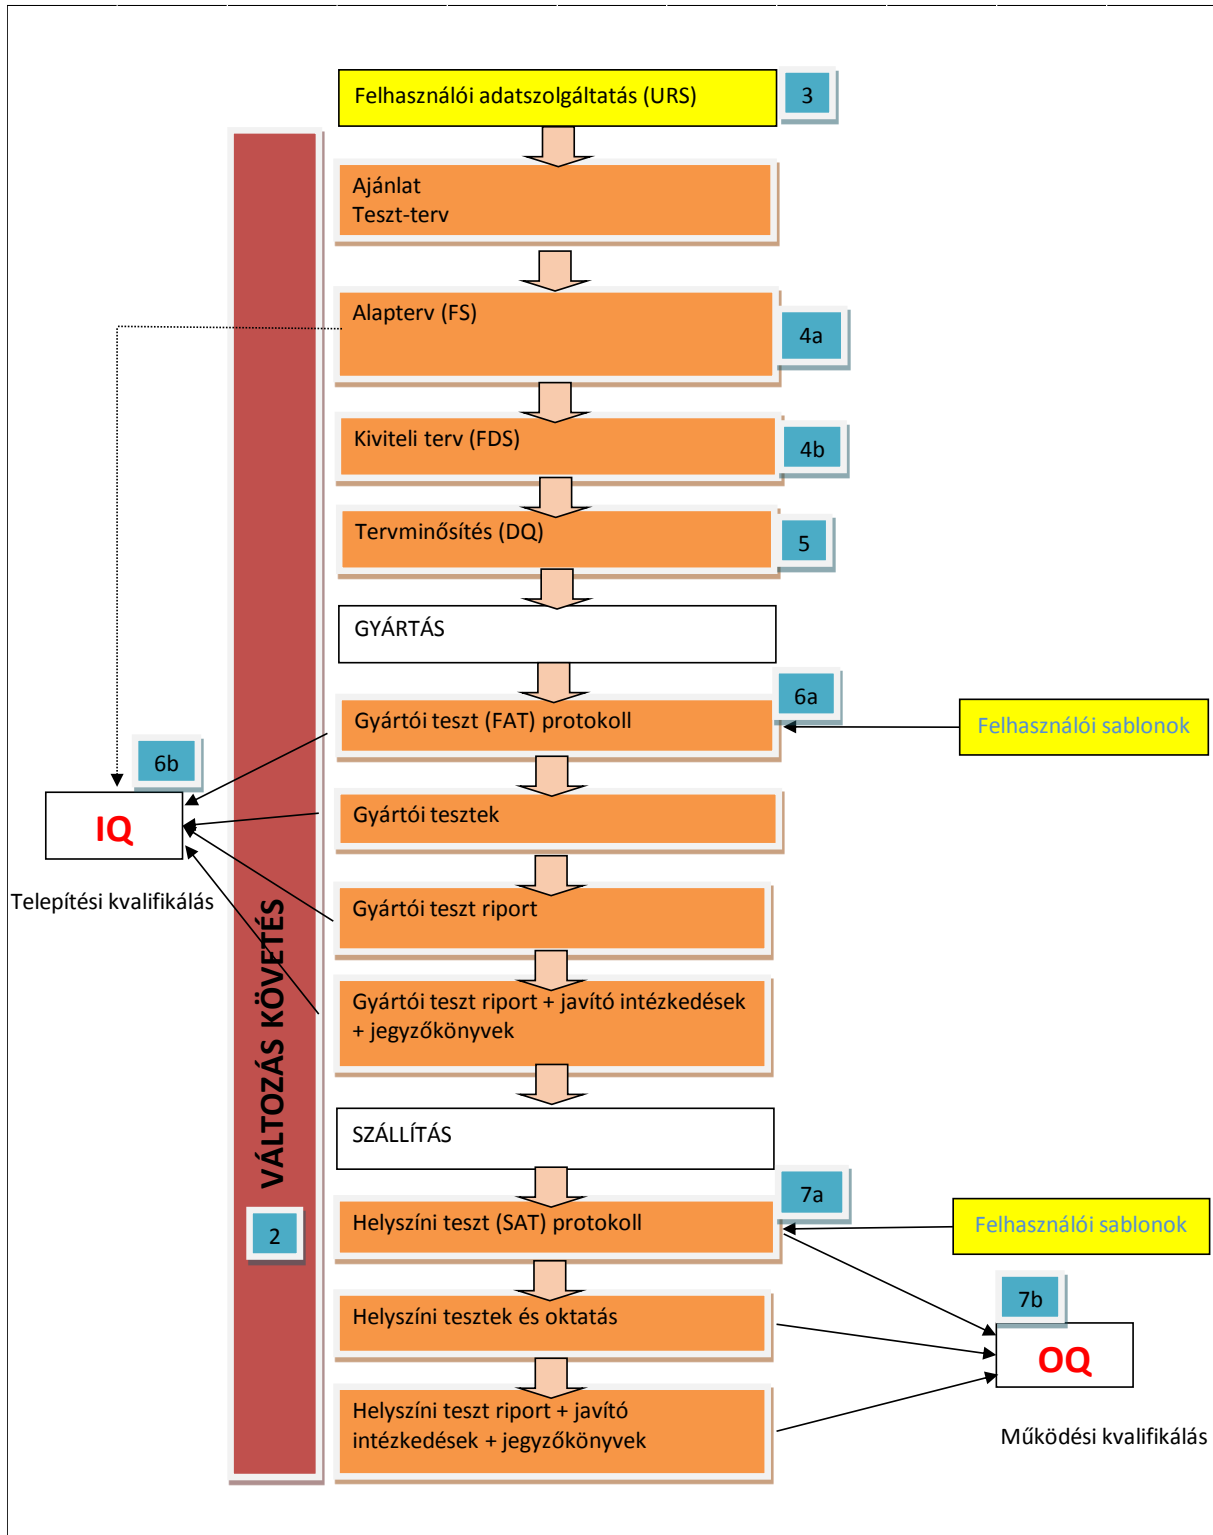 Felhasználói adatszolgáltatás (URS)
3
Ajánlat
Teszt-terv
Alapterv (FS)
4a
Kiviteli terv (FDS)
4b
Tervminősítés (DQ)
5
GYÁRTÁS
6a
Gyártói teszt (FAT) protokoll
Felhasználói sablonok
6b
IQ
Telepítési kvalifikálás
Gyártói tesztek
Gyártói teszt riport
Gyártói teszt riport + javító intézkedések
+ jegyzőkönyvek
VÁLTOZÁS KÖVETÉS
2
SZÁLLÍTÁS
7a
Helyszíni teszt (SAT) protokoll
Felhasználói sablonok
7b
OQ
Működési kvalifikálás
Helyszíni tesztek és oktatás
Helyszíni teszt riport + javító
intézkedések + jegyzőkönyvek